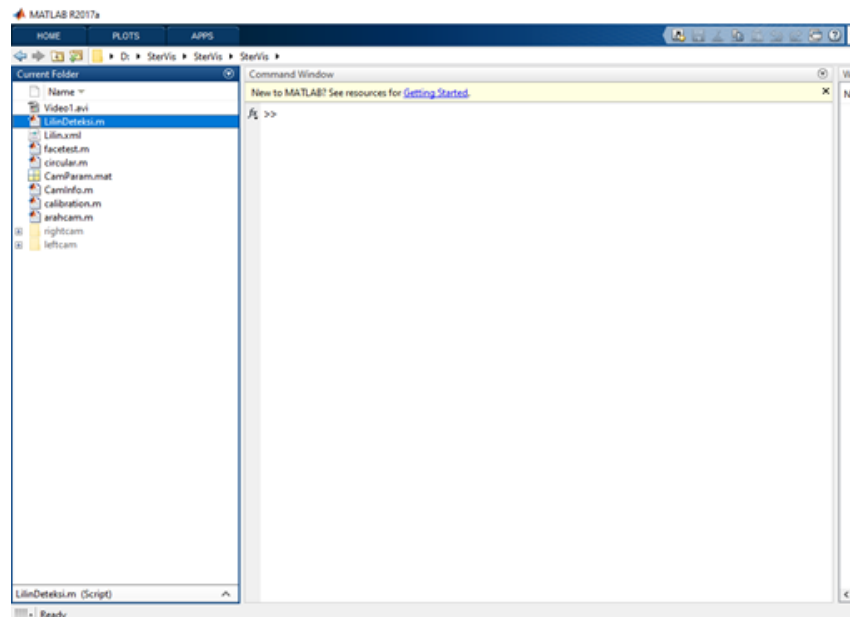 MATLAB R2017a
HOME PLOTS APPS
D: SterVis SterVis SterVis
Current Folder
Name
Video1.avi
LilinDeteksi.m
Lilin.xml
facetest.m
circular.m
CamParam.mat
CamInfo.m
calibration.m
arahcam.m
rightcam
leftcam
LilinDeteksi.m (Script)
Command Window
New to MATLAB? See resources for Getting Started.
fx >>
W
N
Ready